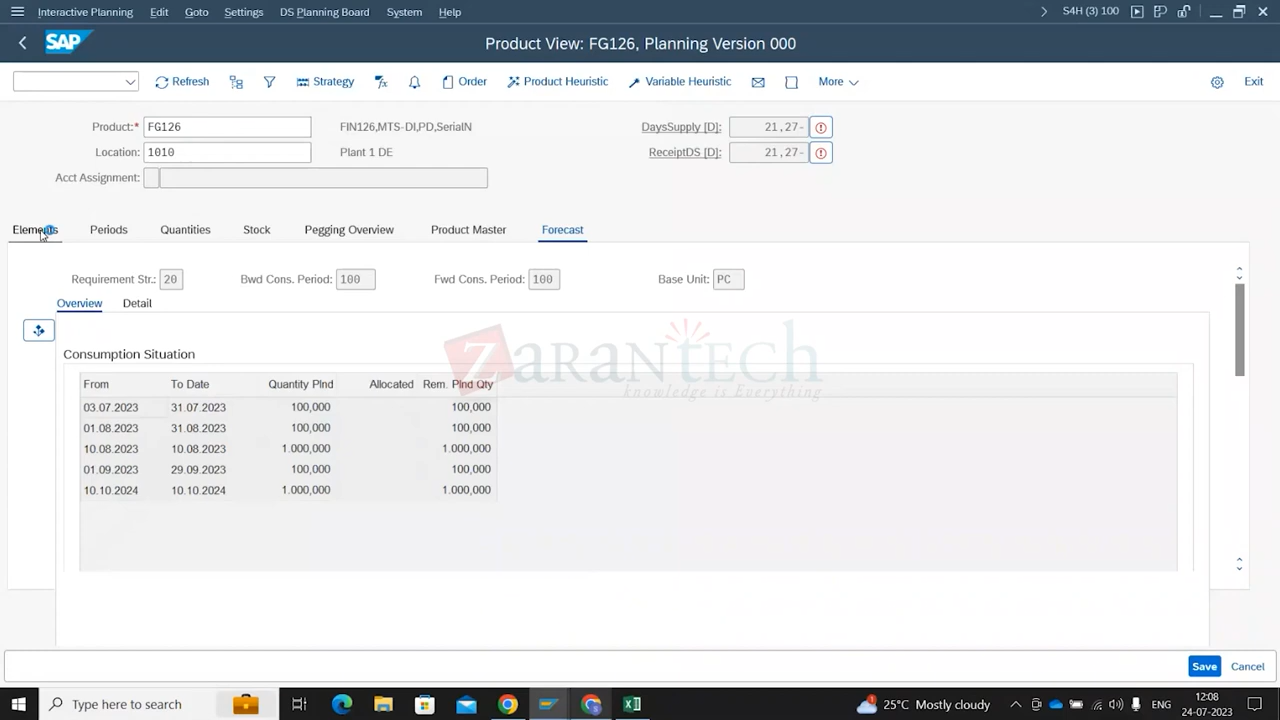 Interactive Planning Edit Goto Settings DS Planning Board System Help S4H (3) 100
SAP Product View: FG126, Planning Version 000
Refresh Strategy Order Product Heuristic Variable Heuristic More Exit
Product:* FG126 FIN126,MTS-DI,PD,SerialN DaysSupply [D]: 21,27-
Location: 1010 Plant 1 DE ReceiptDS [D]: 21,27-
Acct Assignment:
Elements Periods Quantities Stock Pegging Overview Product Master Forecast
Requirement Str.: 20 Bwd Cons. Period: 100 Fwd Cons. Period: 100 Base Unit: PC
Overview Detail
zarantech
knowledge is Everything
Consumption Situation
From To Date Quantity Plnd Allocated Rem. Plnd Qty
03.07.2023 31.07.2023 100,000 100,000
01.08.2023 31.08.2023 100,000 100,000
10.08.2023 10.08.2023 1.000,000 1.000,000
01.09.2023 29.09.2023 100,000 100,000
10.10.2024 10.10.2024 1.000,000 1.000,000
Save Cancel
Type here to search 25°C Mostly cloudy ENG 12:08
24-07-2023